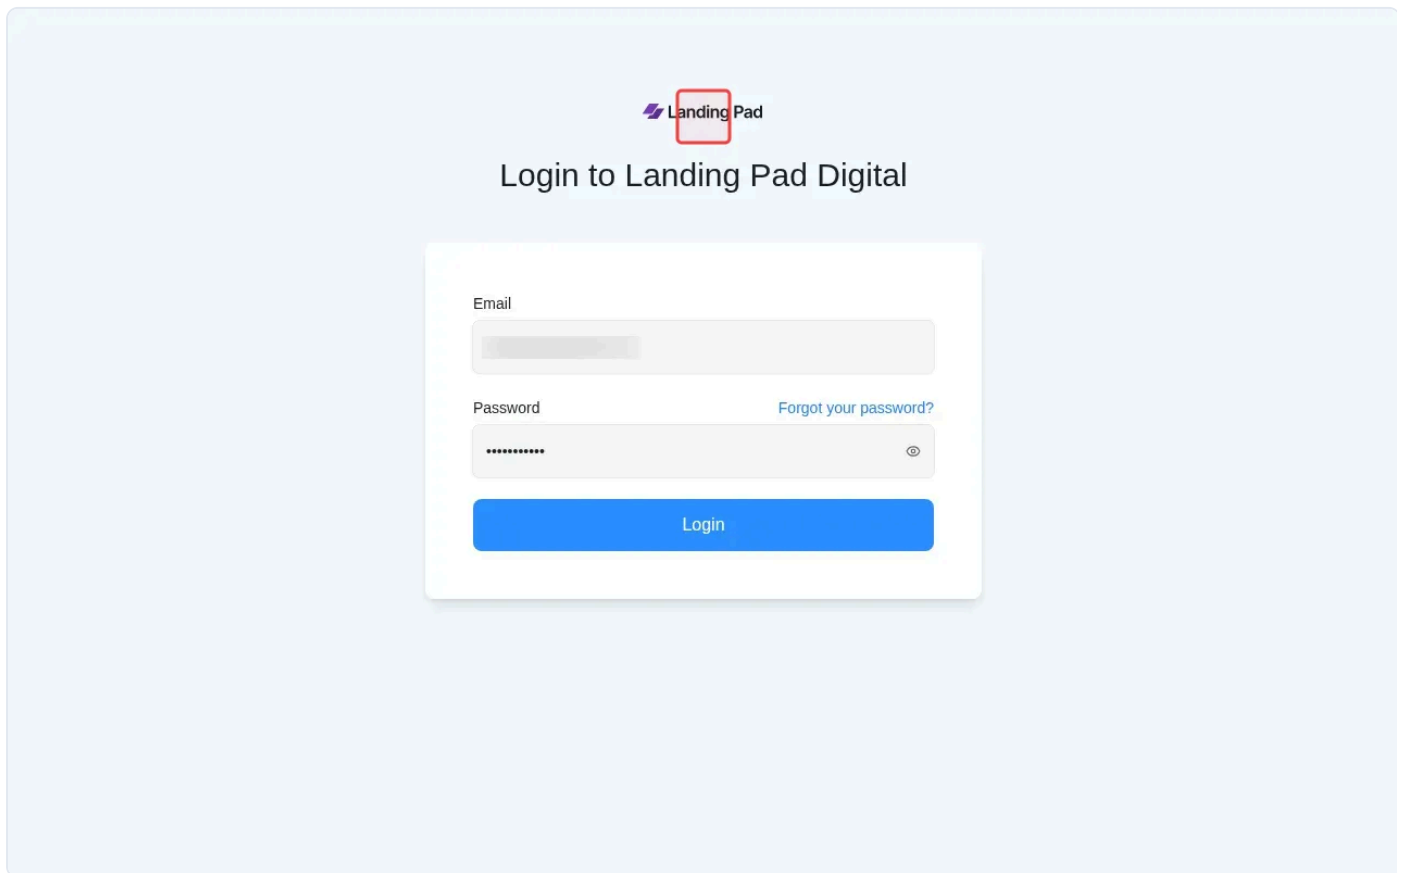 Landing Pad
Login to Landing Pad Digital
Email
Password
Forgot your password?
•••••••••••
Login